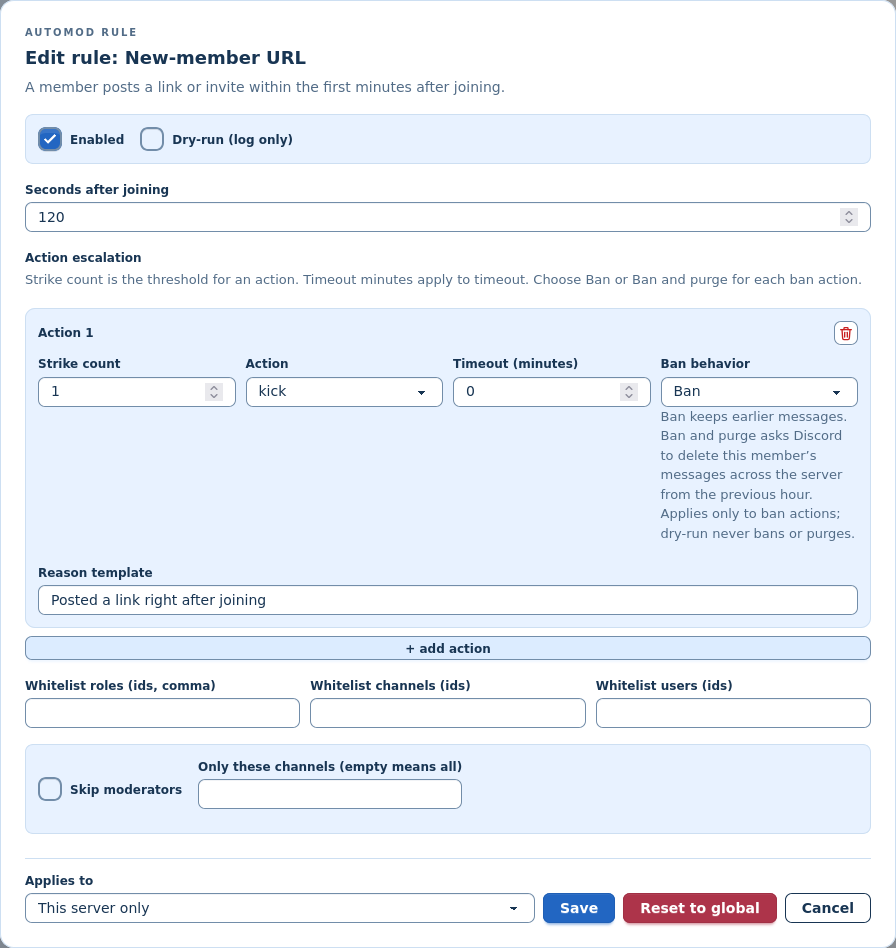 AUTOMOD RULE
Edit rule: New-member URL
A member posts a link or invite within the first minutes after joining.
Enabled
Dry-run (log only)
Seconds after joining
120
Action escalation
Strike count is the threshold for an action. Timeout minutes apply to timeout. Choose Ban or Ban and purge for each ban action.
Action 1
Strike count
Action
Timeout (minutes)
Ban behavior
1
kick
0
Ban
Ban keeps earlier messages.
Ban and purge asks Discord
to delete this member’s
messages across the server
from the previous hour.
Applies only to ban actions;
dry-run never bans or purges.
Reason template
Posted a link right after joining
+ add action
Whitelist roles (ids, comma)
Whitelist channels (ids)
Whitelist users (ids)
Skip moderators
Only these channels (empty means all)
Applies to
This server only
Save
Reset to global
Cancel